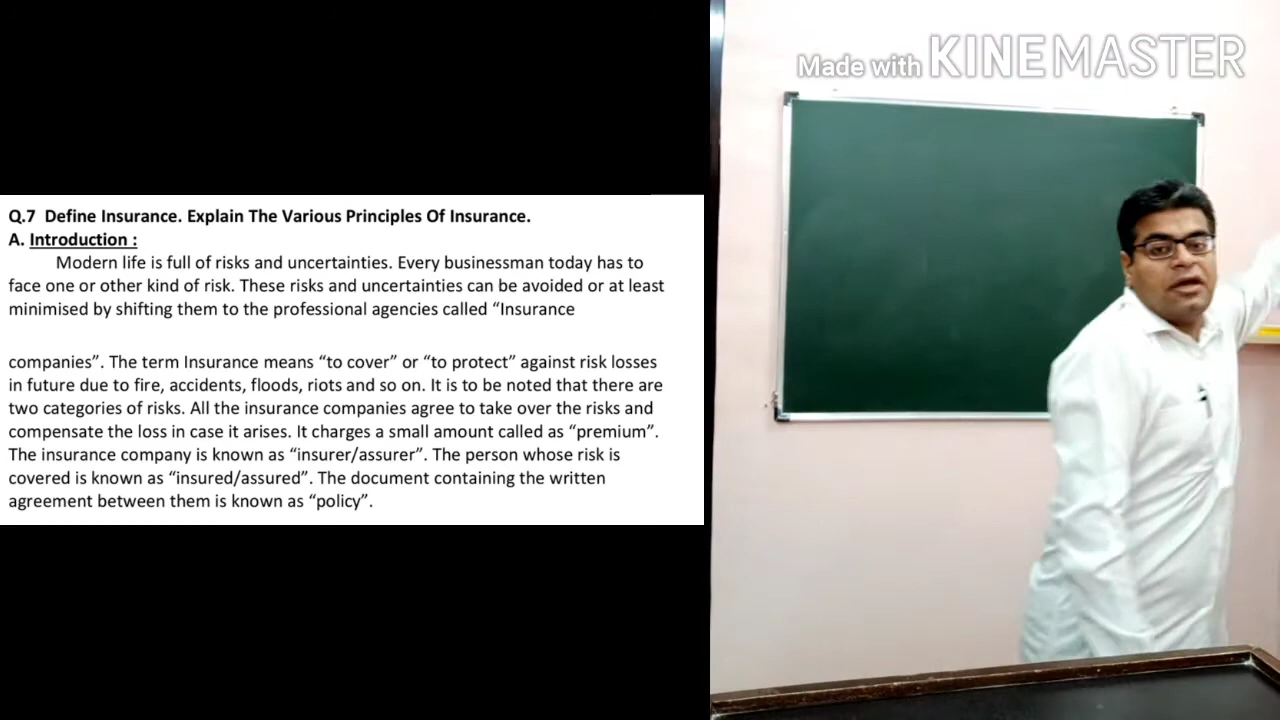 Q.7 Define Insurance. Explain The Various Principles Of Insurance.
A. Introduction :
Modern life is full of risks and uncertainties. Every businessman today has to
face one or other kind of risk. These risks and uncertainties can be avoided or at least
minimised by shifting them to the professional agencies called “Insurance
companies”. The term Insurance means “to cover” or “to protect” against risk losses
in future due to fire, accidents, floods, riots and so on. It is to be noted that there are
two categories of risks. All the insurance companies agree to take over the risks and
compensate the loss in case it arises. It charges a small amount called as “premium”.
The insurance company is known as “insurer/assurer”. The person whose risk is
covered is known as “insured/assured”. The document containing the written
agreement between them is known as “policy”.
Made with KINEMASTER